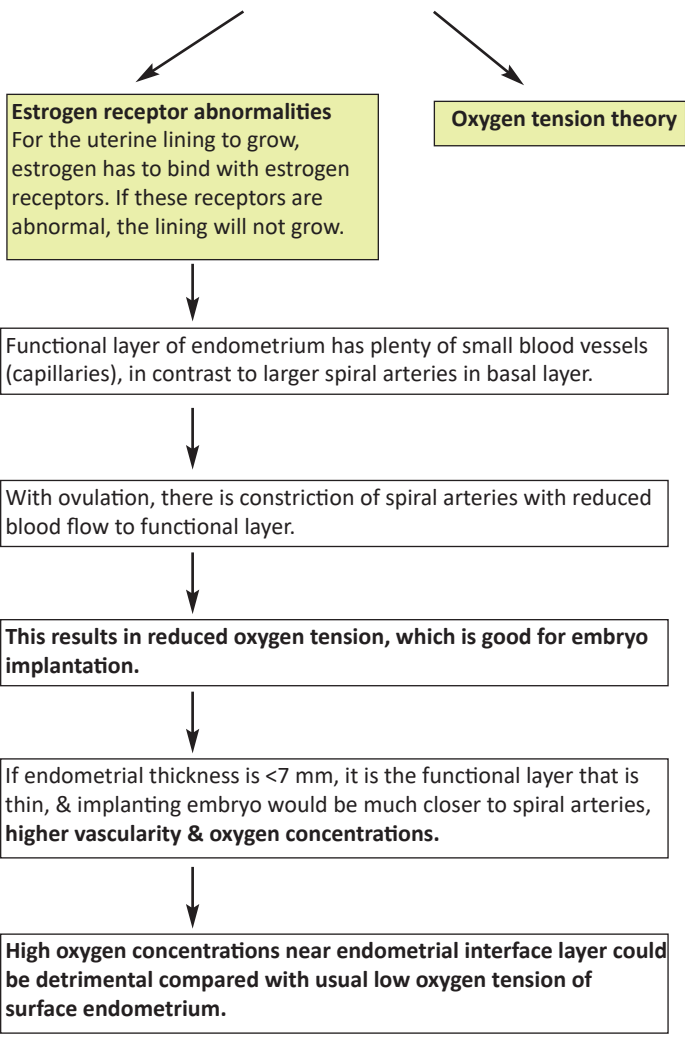 Estrogen receptor abnormalities
For the uterine lining to grow,
estrogen has to bind with estrogen
receptors. If these receptors are
abnormal, the lining will not grow.
Oxygen tension theory
Functional layer of endometrium has plenty of small blood vessels
(capillaries), in contrast to larger spiral arteries in basal layer.
With ovulation, there is constriction of spiral arteries with reduced
blood flow to functional layer.
This results in reduced oxygen tension, which is good for embryo
implantation.
If endometrial thickness is <7 mm, it is the functional layer that is
thin, & implanting embryo would be much closer to spiral arteries,
higher vascularity & oxygen concentrations.
High oxygen concentrations near endometrial interface layer could
be detrimental compared with usual low oxygen tension of
surface endometrium.